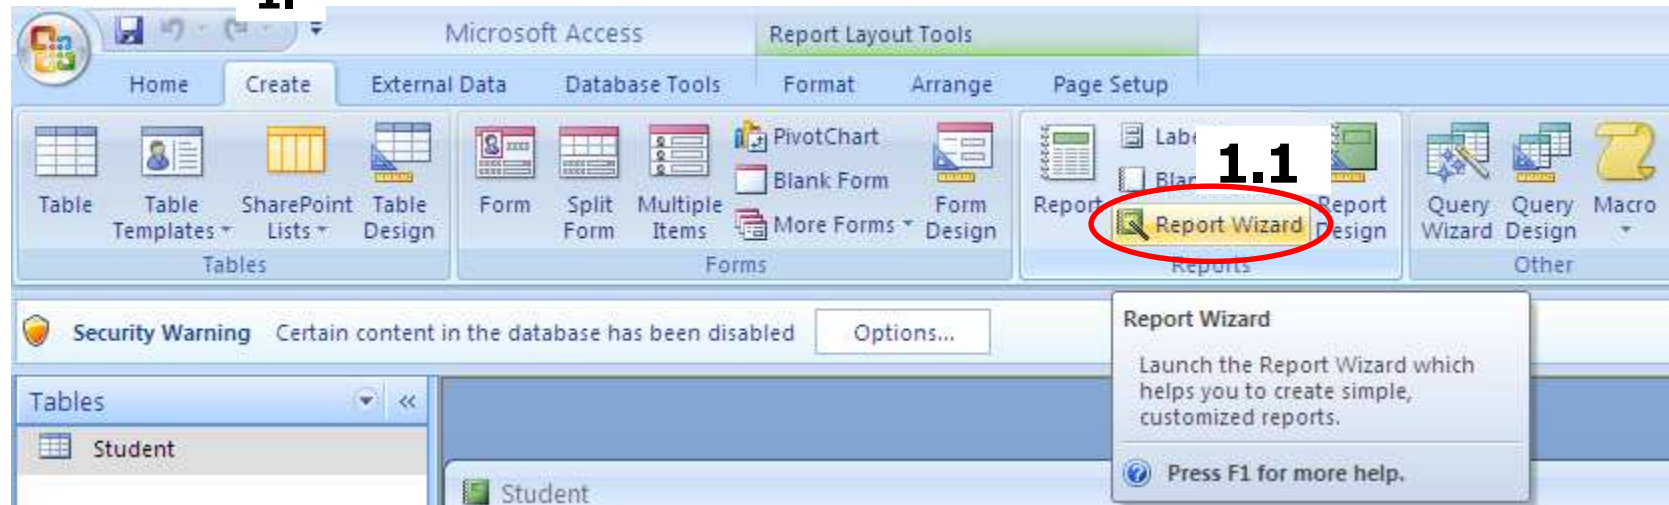 1.
Microsoft Access
Report Layout Tools
Home Create External Data Database Tools Format Arrange Page Setup
PivotChart
Labe
1.1
Blank Form
Blan
Table
Table
Templates
SharePoint
Lists
Table
Design
Form
Split
Form
Multiple
Items
More Forms
Form
Design
Report
Report Wizard
Report
Design
Query
Wizard
Query
Design
Macro
Tables
Forms
Reports
Other
Security Warning Certain content in the database has been disabled Options...
Report Wizard
Launch the Report Wizard which
helps you to create simple,
customized reports.
Press F1 for more help.
Tables
Student
Student